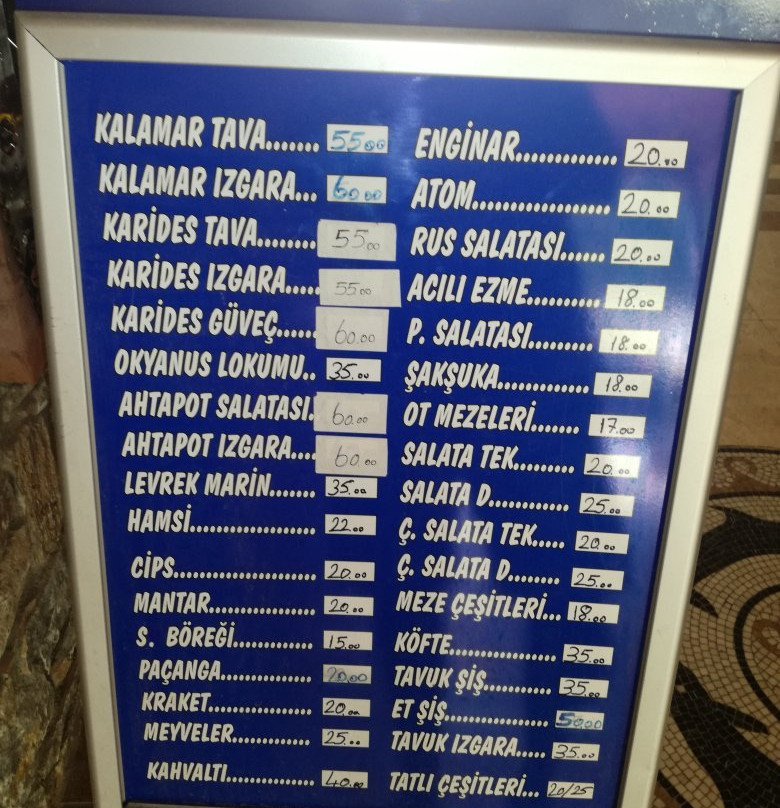 KALAMAR TAVA....... 55.00
KALAMAR IZGARA... 60.00
KARİDES TAVA........ 55.00
KARİDES IZGARA..... 55.00
KARİDES GÜVEÇ...... 60.00
OKYANUS LOKUMU.. 35.00
AHTAPOT SALATASI. 60.00
AHTAPOT IZGARA.... 60.00
LEVREK MARİN....... 35.00
HAMSİ.................... 22.00
CİPS....................... 20.00
MANTAR................. 20.00
S. BÖREĞİ.............. 15.00
PAÇANGA............... 20.00
KRAKET.................. 20.00
MEYVELER.............. 25.00
KAHVALTI............... 40.00
ENGİNAR............... 20.00
ATOM.................... 20.00
RUS SALATASI...... 20.00
ACILI EZME........... 18.00
P. SALATASI.......... 18.00
ŞAKŞUKA.............. 18.00
OT MEZELERİ........ 17.00
SALATA TEK.......... 20.00
SALATA D............. 25.00
Ç. SALATA TEK..... 20.00
Ç. SALATA D........ 25.00
MEZE ÇEŞİTLERİ... 18.00
KÖFTE.................. 35.00
TAVUK ŞİŞ............ 35.00
ET ŞİŞ................... 50.00
TAVUK IZGARA..... 35.00
TATLI ÇEŞİTLERİ... 20/25